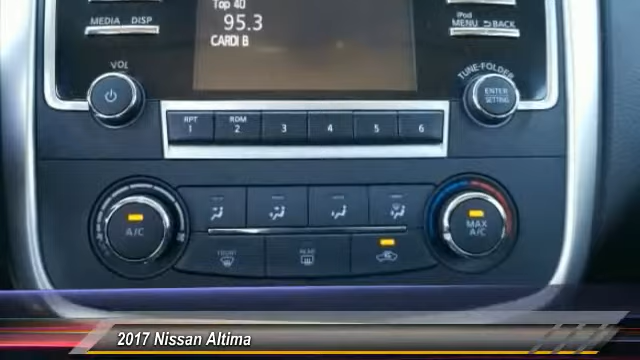 Top 40
95.3
CARDI B
MEDIA DISP
iPod
MENU BACK
VOL
TUNE·FOLDER
ENTER
SETTING
RPT RDM
1 2 3 4 5 6
A/C
MAX
A/C
FRONT REAR
2017 Nissan Altima